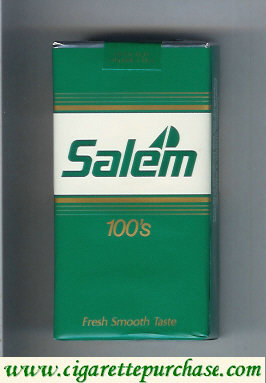 Salem
100's
Fresh Smooth Taste
www.cigarettepurchase.com